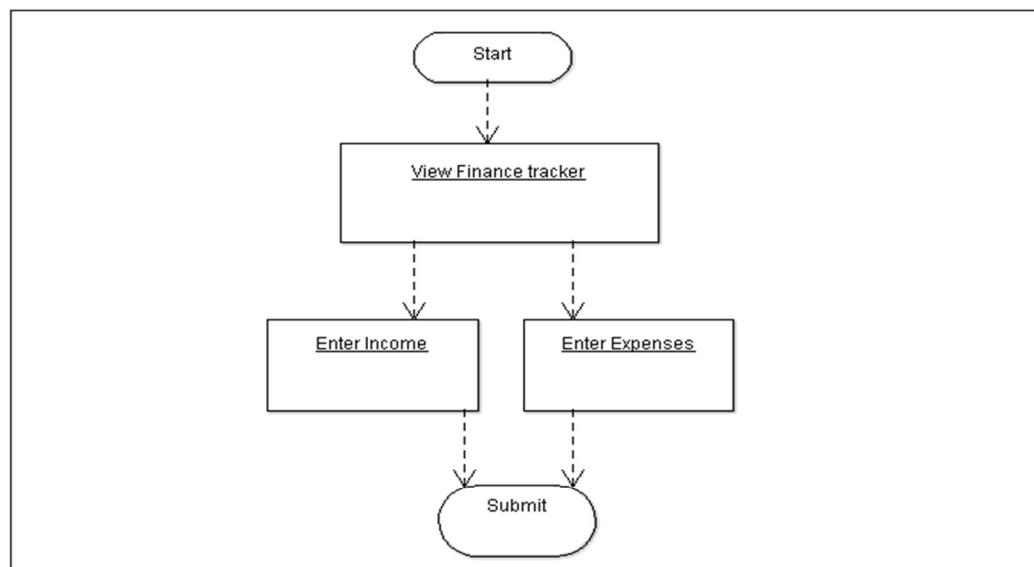 Start
View Finance tracker
Enter Income
Enter Expenses
Submit